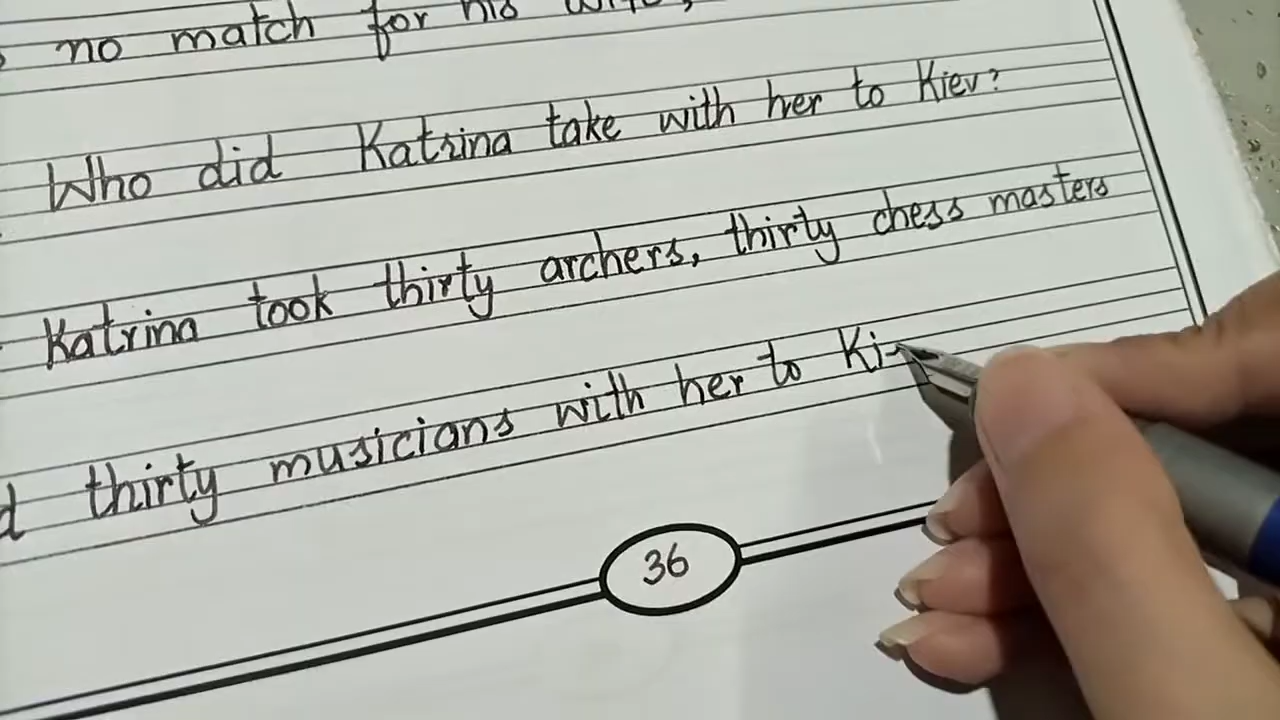 no match for his wife,
Who did Katrina take with her to Kiev?
Katrina took thirty archers, thirty chess masters
d thirty musicians with her to Ki
36